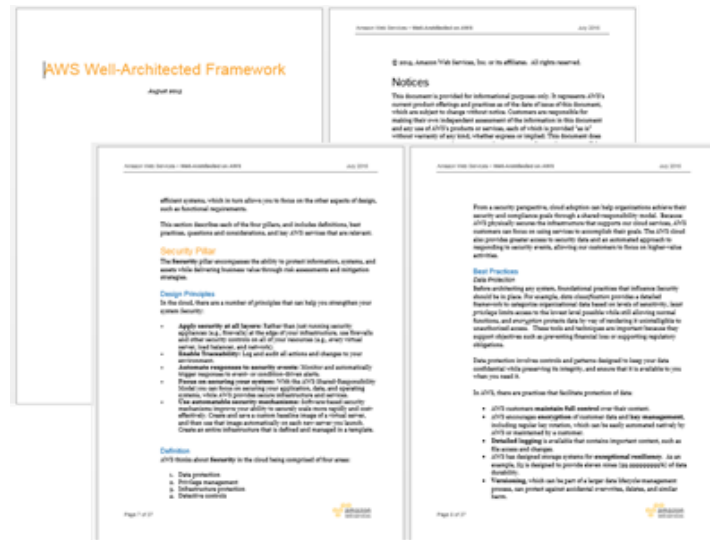 AWS Well-Architected Framework
August 2015
Amazon Web Services – Well-Architected on AWS July 2015
© 2015, Amazon Web Services, Inc. or its affiliates. All rights reserved.
Notices
This document is provided for informational purposes only. It represents AWS's
current product offerings and practices as of the date of issue of this document,
which are subject to change without notice. Customers are responsible for
making their own independent assessment of the information in this document
and any use of AWS's products or services, each of which is provided "as is"
without warranty of any kind, whether express or implied. This document does
Amazon Web Services – Well-Architected on AWS July 2015
efficient systems, which in turn allows you to focus on the other aspects of design,
such as functional requirements.
This section describes each of the four pillars, and includes definitions, best
practices, questions and considerations, and key AWS services that are relevant.
Security Pillar
The Security pillar encompasses the ability to protect information, systems, and
assets while delivering business value through risk assessments and mitigation
strategies.
Design Principles
In the cloud, there are a number of principles that can help you strengthen your
system security:
• Apply security at all layers: Rather than just running security
appliances (e.g., firewalls) at the edge of your infrastructure, use firewalls
and other security controls on all of your resources (e.g., every virtual
server, load balancer, and network).
• Enable Traceability: Log and audit all actions and changes to your
environment.
• Automate responses to security events: Monitor and automatically
trigger responses to event- or condition-driven alerts.
• Focus on securing your system: With the AWS Shared-Responsibility
Model you can focus on securing your application, data, and operating
systems, while AWS provides secure infrastructure and services.
• Use automatable security mechanisms: Software-based security
mechanisms improve your ability to securely scale more rapidly and cost-
effectively. Create and save a custom baseline image of a virtual server,
and then use that image automatically on each new server you launch.
Create an entire infrastructure that is defined and managed in a template.
Definition
AWS thinks about Security in the cloud being comprised of four areas:
1. Data protection
2. Privilege management
3. Infrastructure protection
4. Detective controls
Page 7 of 37
amazon
web services
Amazon Web Services – Well-Architected on AWS July 2015
From a security perspective, cloud adoption can help organizations achieve their
security and compliance goals through a shared-responsibility model. Because
AWS physically secures the infrastructure that supports our cloud services, AWS
customers can focus on using services to accomplish their goals. The AWS cloud
also provides greater access to security data and an automated approach to
responding to security events, allowing our customers to focus on higher-value
activities.
Best Practices
Data Protection
Before architecting any system, foundational practices that influence Security
should be in place. For example, data classification provides a detailed
framework to categorize organizational data based on levels of sensitivity, least
privilege limits access to the lowest level possible while still allowing normal
functions, and encryption protects data by way of rendering it unintelligible to
unauthorized access. These tools and techniques are important because they
support objectives such as preventing financial loss or supporting regulatory
obligations.
Data protection involves controls and patterns designed to keep your data
confidential while preserving its integrity, and ensure that it is available to you
when you need it.
In AWS, there are practices that facilitate protection of data:
• AWS customers maintain full control over their content.
• AWS encourages encryption of customer data and key management,
including regular key rotation, which can be easily automated natively by
AWS or maintained by a customer.
• Detailed logging is available that contains important content, such as
file access and changes.
• AWS has designed storage systems for exceptional resiliency. As an
example, S3 is designed to provide eleven nines of data
durability.
• Versioning, which can be part of a larger data lifecycle management
process, can protect against accidental overwrites, deletes, and similar
harm.
Page 8 of 37
amazon
web services